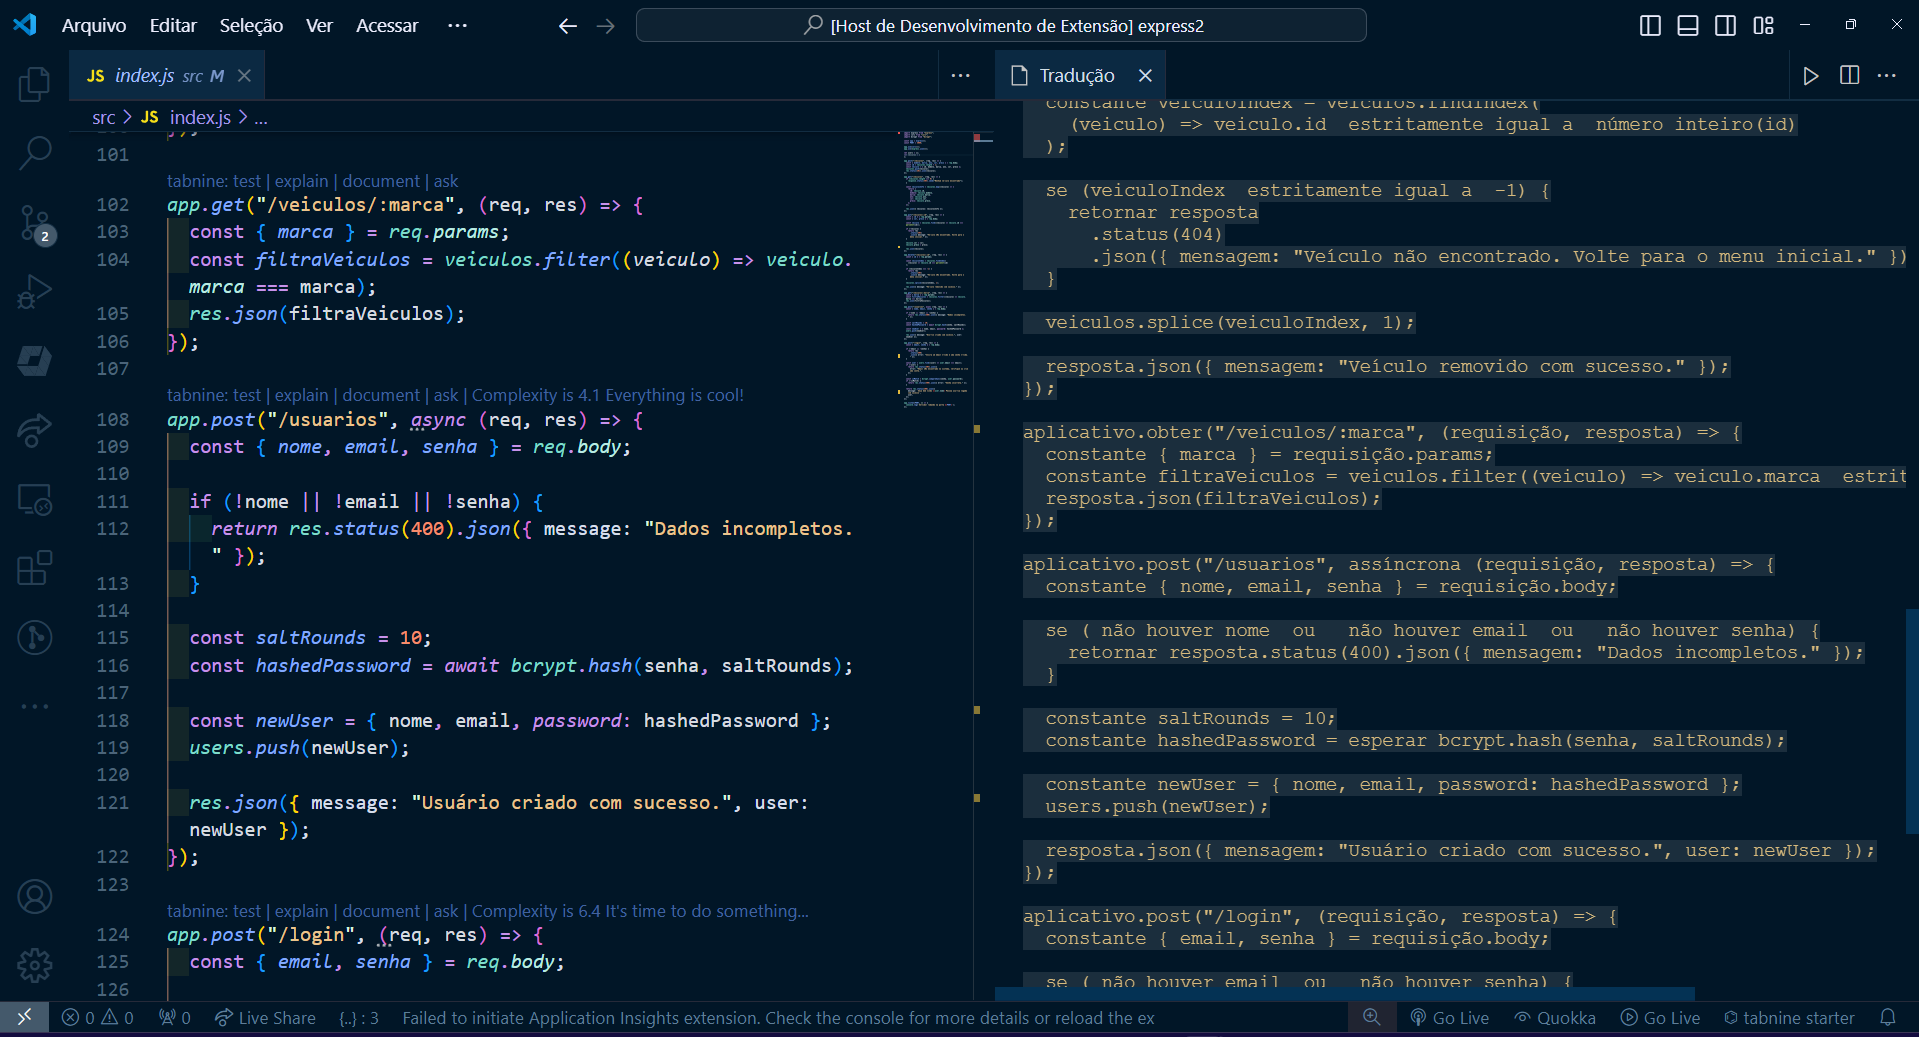 Arquivo Editar Seleção Ver Acessar ···
[Host de Desenvolvimento de Extensão] express2
JS index.js src M
src > JS index.js > ...
101
tabnine: test | explain | document | ask
102 app.get("/veiculos/:marca", (req, res) => {
103 const { marca } = req.params;
104 const filtraVeiculos = veiculos.filter((veiculo) => veiculo.
marca === marca);
105 res.json(filtraVeiculos);
106 });
107
tabnine: test | explain | document | ask | Complexity is 4.1 Everything is cool!
108 app.post("/usuarios", async (req, res) => {
109 const { nome, email, senha } = req.body;
110
111 if (!nome || !email || !senha) {
112 return res.status(400).json({ message: "Dados incompletos.
" });
113 }
114
115 const saltRounds = 10;
116 const hashedPassword = await bcrypt.hash(senha, saltRounds);
117
118 const newUser = { nome, email, password: hashedPassword };
119 users.push(newUser);
120
121 res.json({ message: "Usuário criado com sucesso.", user:
newUser });
122 });
123
tabnine: test | explain | document | ask | Complexity is 6.4 It's time to do something...
124 app.post("/login", (req, res) => {
125 const { email, senha } = req.body;
126
Tradução
constante veiculoIndex = veiculos.findIndex(
(veiculo) => veiculo.id estritamente igual a número inteiro(id)
);
se (veiculoIndex estritamente igual a -1) {
retornar resposta
.status(404)
.json({ mensagem: "Veículo não encontrado. Volte para o menu inicial." })
}
veiculos.splice(veiculoIndex, 1);
resposta.json({ mensagem: "Veículo removido com sucesso." });
});
aplicativo.obter("/veiculos/:marca", (requisição, resposta) => {
constante { marca } = requisição.params;
constante filtraVeiculos = veiculos.filter((veiculo) => veiculo.marca estrit
resposta.json(filtraVeiculos);
});
aplicativo.post("/usuarios", assíncrona (requisição, resposta) => {
constante { nome, email, senha } = requisição.body;
se ( não houver nome ou não houver email ou não houver senha) {
retornar resposta.status(400).json({ mensagem: "Dados incompletos." });
}
constante saltRounds = 10;
constante hashedPassword = esperar bcrypt.hash(senha, saltRounds);
constante newUser = { nome, email, password: hashedPassword };
users.push(newUser);
resposta.json({ mensagem: "Usuário criado com sucesso.", user: newUser });
});
aplicativo.post("/login", (requisição, resposta) => {
constante { email, senha } = requisição.body;
se ( não houver email ou não houver senha) {
2
0 0 0 Live Share {..} : 3 Failed to initiate Application Insights extension. Check the console for more details or reload the ex Go Live Quokka Go Live tabnine starter